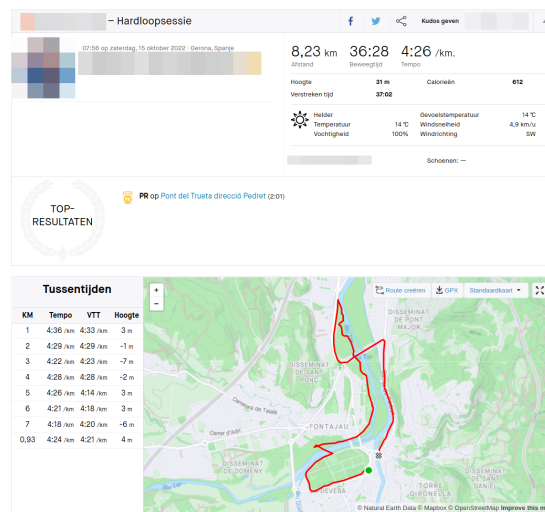 – Hardloopsessie
Kudos geven
07:56 op zaterdag, 15 oktober 2022 · Gerona, Spanje
8,23 km 36:28 4:26 /km.
Afstand Beweegtijd Tempo
Hoogte 31 m Calorieën 612
Verstreken tijd 37:02
Helder
Temperatuur 14 °C
Vochtigheid 100%
Gevoelstemperatuur 14 °C
Windsnelheid 4,9 km/u
Windrichting SW
Schoenen: —
TOP-
RESULTATEN
PR op Pont del Trueta direcció Pedret (2:01)
Tussentijden
KM Tempo VTT Hoogte
1 4:36 /km 4:33 /km 3 m
2 4:29 /km 4:29 /km -1 m
3 4:22 /km 4:23 /km -7 m
4 4:28 /km 4:28 /km -2 m
5 4:26 /km 4:14 /km 3 m
6 4:21 /km 4:18 /km 3 m
7 4:18 /km 4:20 /km -6 m
0,93 4:24 /km 4:21 /km 4 m
+
−
Route creëren GPX Standaardkaart
DISSEMINAT
DE PONT
MAJOR
DISSEMINAT
DE SANT
PONÇ
Carretera de Taialà
Carrer d'Adri
FONTAJAU
DISSEMINAT
DE DOMENY
DEVESA
TORRE
GIRONELLA
DISSEMINAT
DE SANT
DANIEL
© Natural Earth Data © Mapbox © OpenStreetMap Improve this m